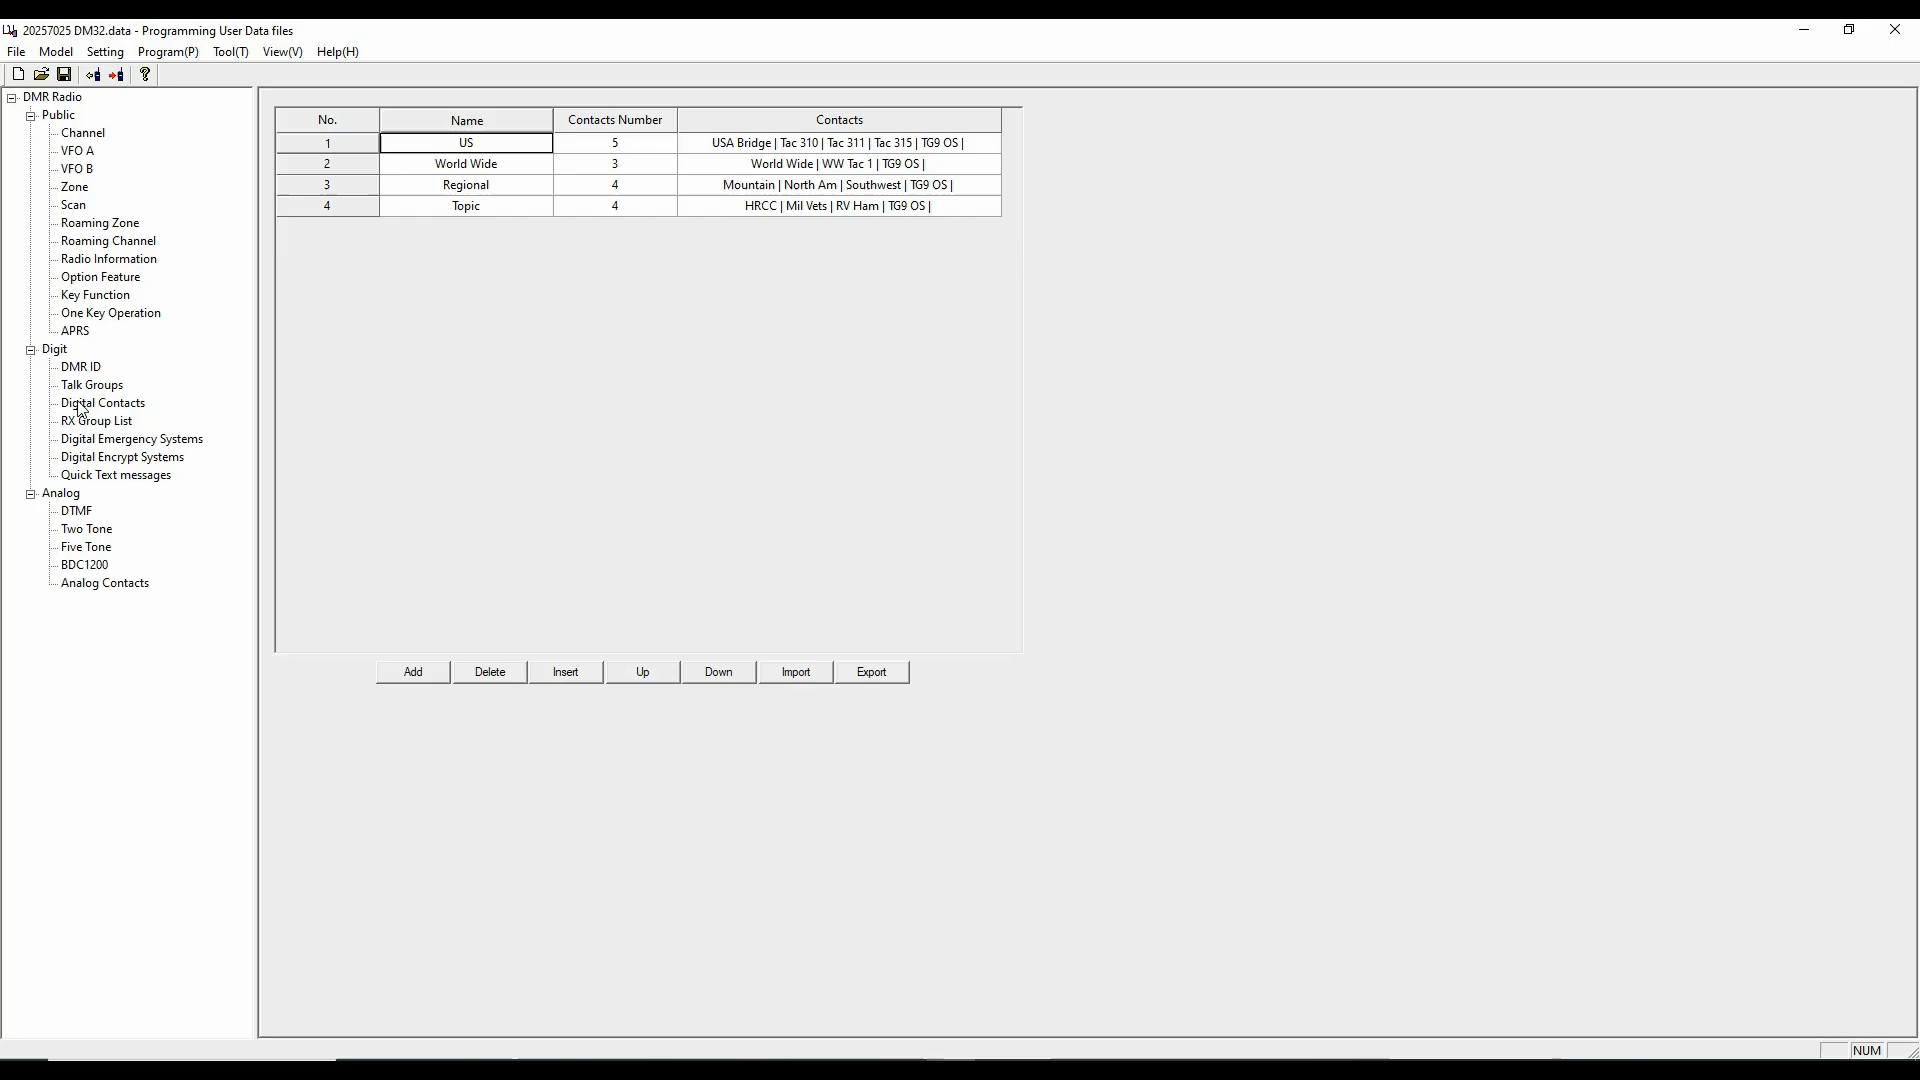 20257025 DM32.data - Programming User Data files
File Model Setting Program(P) Tool(T) View(V) Help(H)
DMR Radio
Public
Channel
VFO A
VFO B
Zone
Scan
Roaming Zone
Roaming Channel
Radio Information
Option Feature
Key Function
One Key Operation
APRS
Digit
DMR ID
Talk Groups
Digital Contacts
RX Group List
Digital Emergency Systems
Digital Encrypt Systems
Quick Text messages
Analog
DTMF
Two Tone
Five Tone
BDC1200
Analog Contacts
No. Name Contacts Number Contacts
1 US 5 USA Bridge | Tac 310 | Tac 311 | Tac 315 | TG9 OS |
2 World Wide 3 World Wide | WW Tac 1 | TG9 OS |
3 Regional 4 Mountain | North Am | Southwest | TG9 OS |
4 Topic 4 HRCC | Mil Vets | RV Ham | TG9 OS |
Add Delete Insert Up Down Import Export
NUM